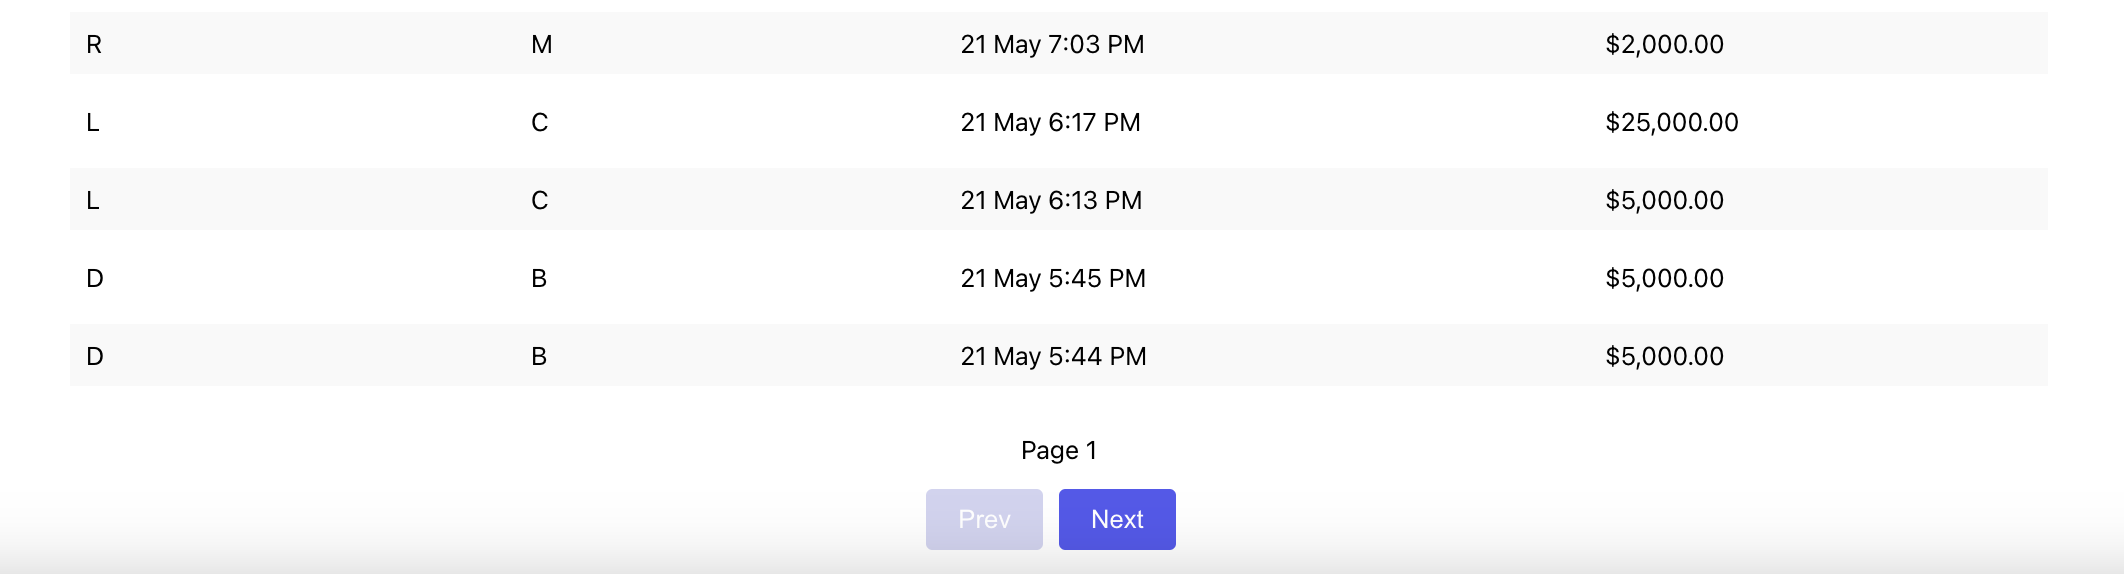 R M 21 May 7:03 PM $2,000.00
L C 21 May 6:17 PM $25,000.00
L C 21 May 6:13 PM $5,000.00
D B 21 May 5:45 PM $5,000.00
D B 21 May 5:44 PM $5,000.00
Page 1
Prev Next